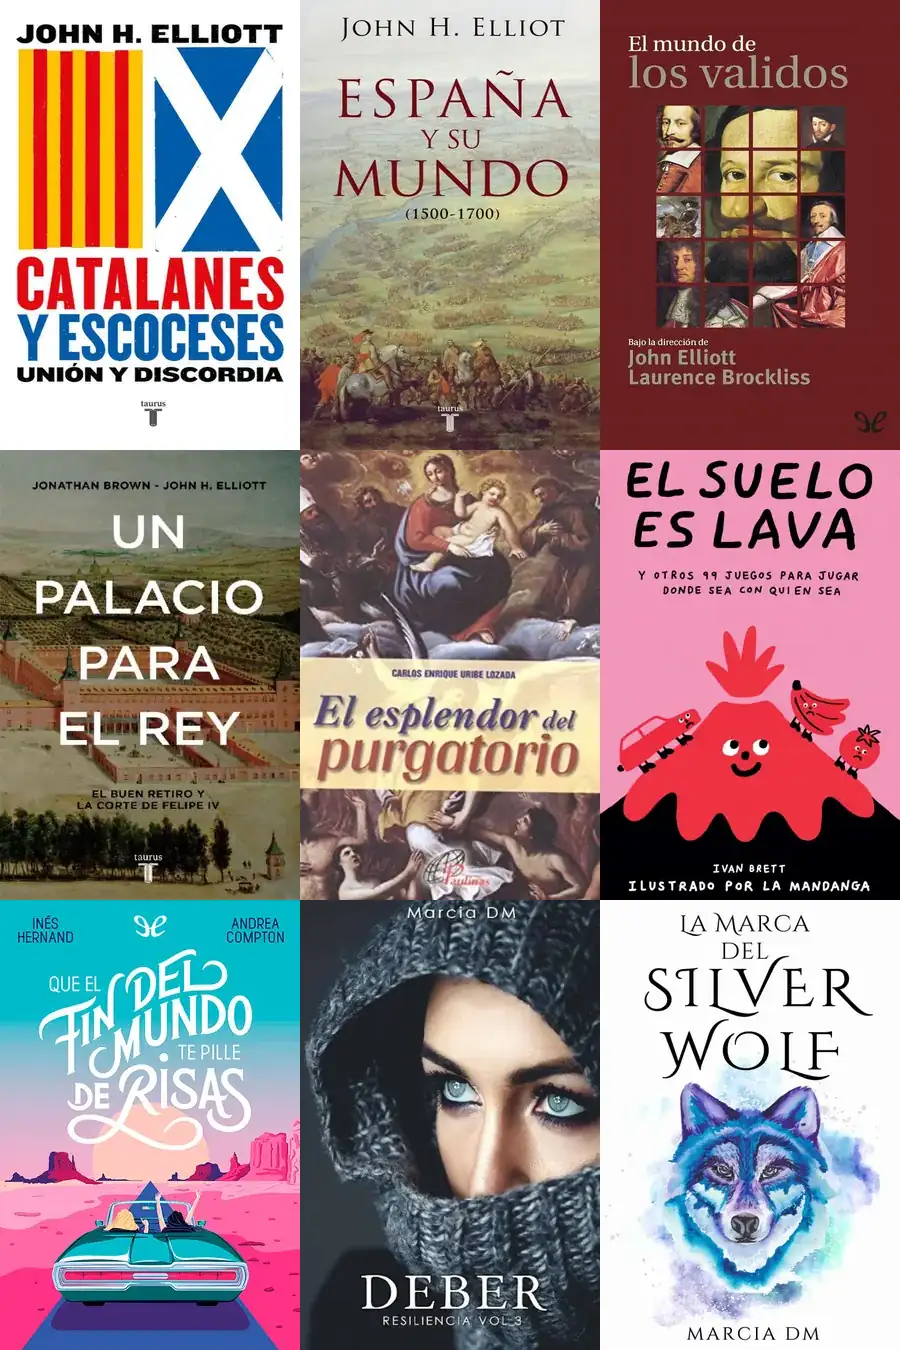 JOHN H. ELLIOTT
CATALANES
Y ESCOCESES
UNIÓN Y DISCORDIA
taurus
T
JOHN H. ELLIOT
ESPAÑA
Y SU
MUNDO
(1500-1700)
taurus
T
El mundo de
los validos
Bajo la dirección de
John Elliott
Laurence Brockliss
JONATHAN BROWN - JOHN H. ELLIOTT
UN
PALACIO
PARA
EL REY
EL BUEN RETIRO Y
LA CORTE DE FELIPE IV
taurus
T
CARLOS ENRIQUE URIBE LOZADA
El esplendor del
purgatorio
Paulinas
EL SUELO
ES LAVA
Y OTROS 99 JUEGOS PARA JUGAR
DONDE SEA CON QUIEN SEA
IVAN BRETT
ILUSTRADO POR LA MANDANGA
INÉS
HERNAND
ANDREA
COMPTON
QUE EL
FIN DEL
MUNDO
TE PILLE
DE RISAS
Marcia DM
DEBER
RESILIENCIA VOL 3
LA MARCA
DEL
SILVER
WOLF
MARCIA DM